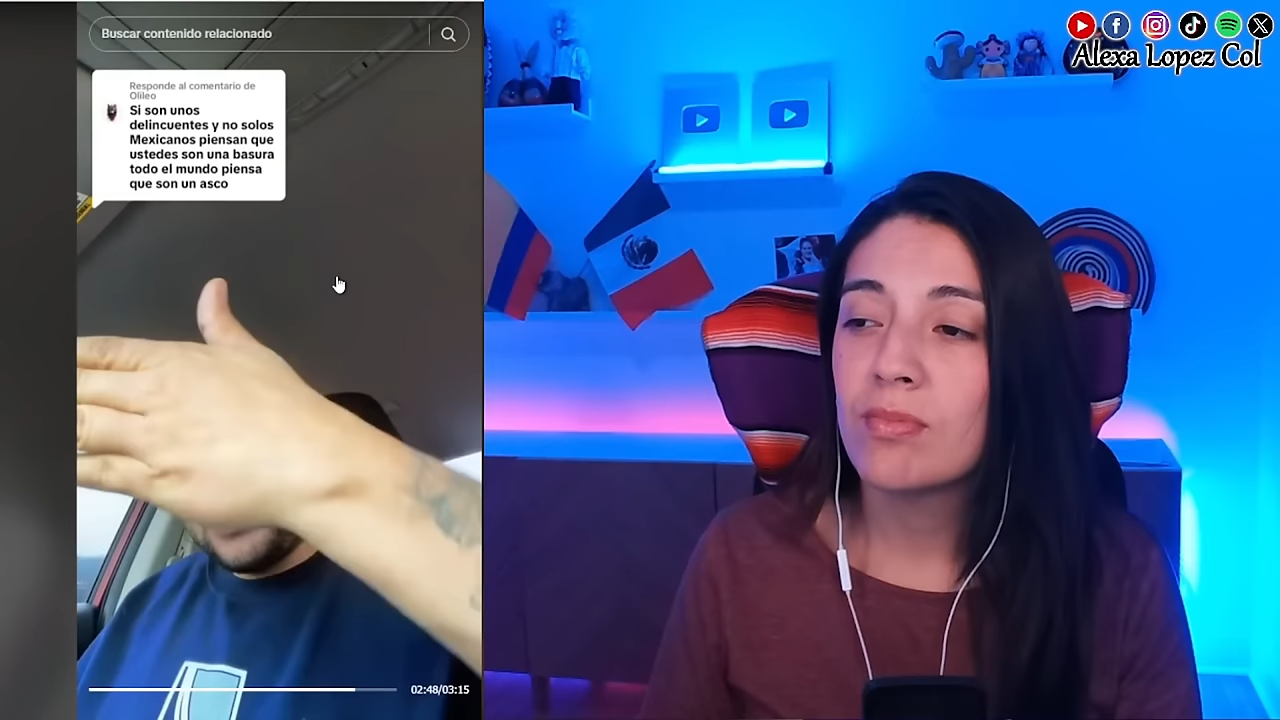 Buscar contenido relacionado
Responde al comentario de
Olileo
Si son unos
delincuentes y no solos
Mexicanos piensan que
ustedes son una basura
todo el mundo piensa
que son un asco
02:48/03:15
Alexa Lopez Col